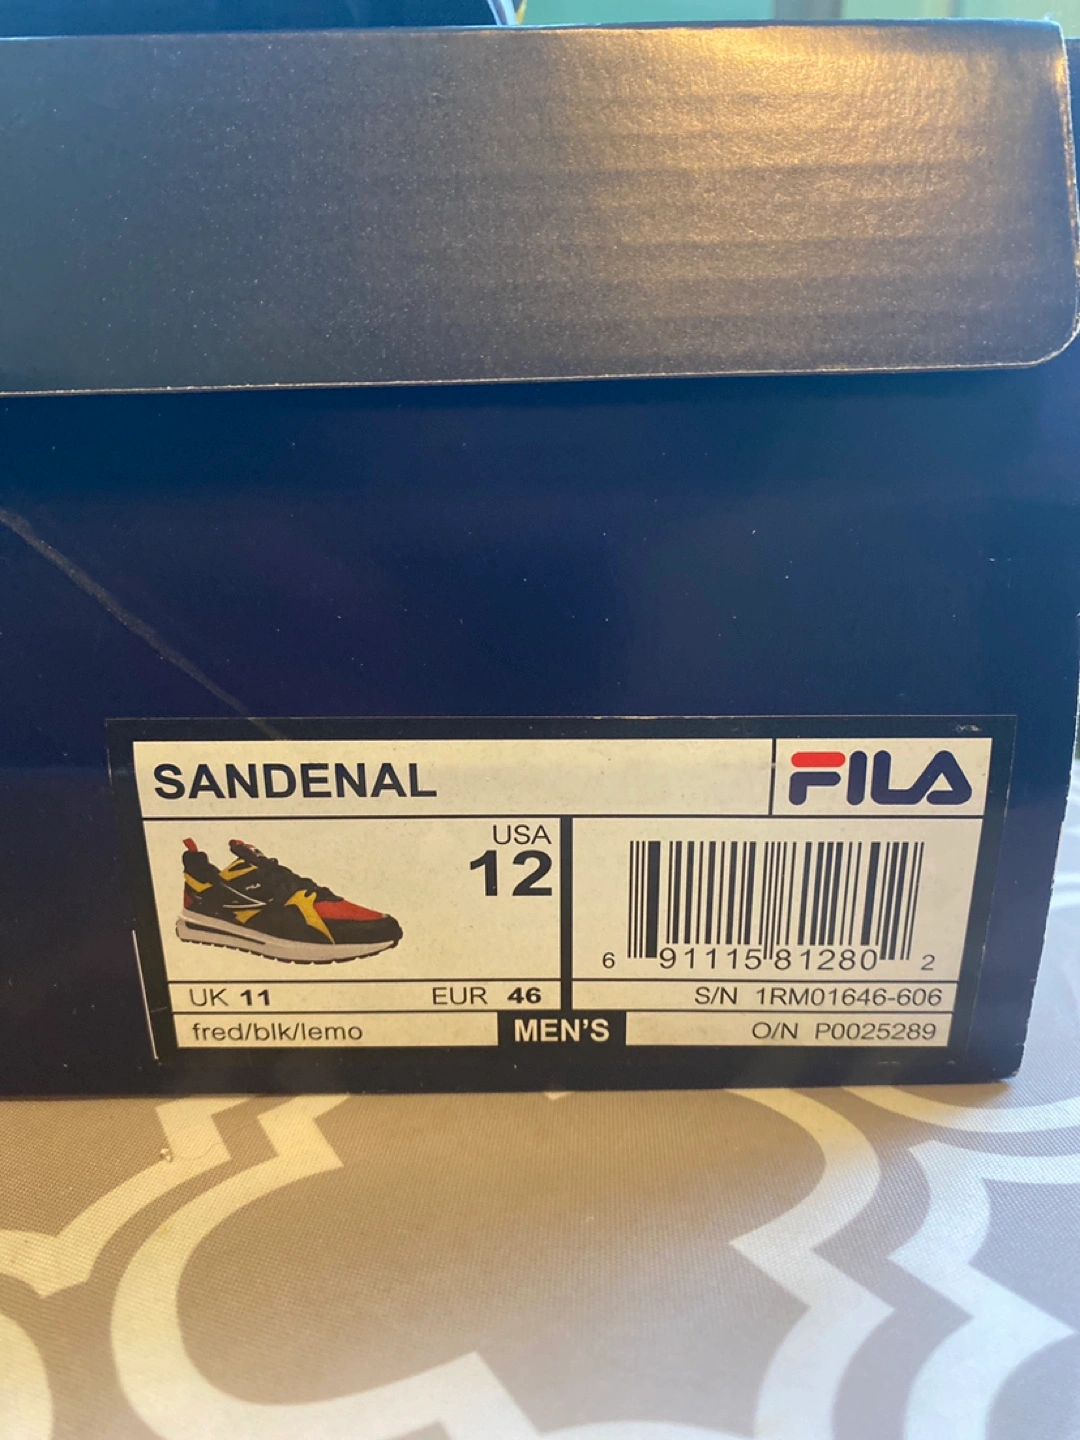 SANDENAL
FILA
USA
12
6 91115 81280 2
UK 11
EUR 46
S/N 1RM01646-606
fred/blk/lemo
MEN'S
O/N P0025289